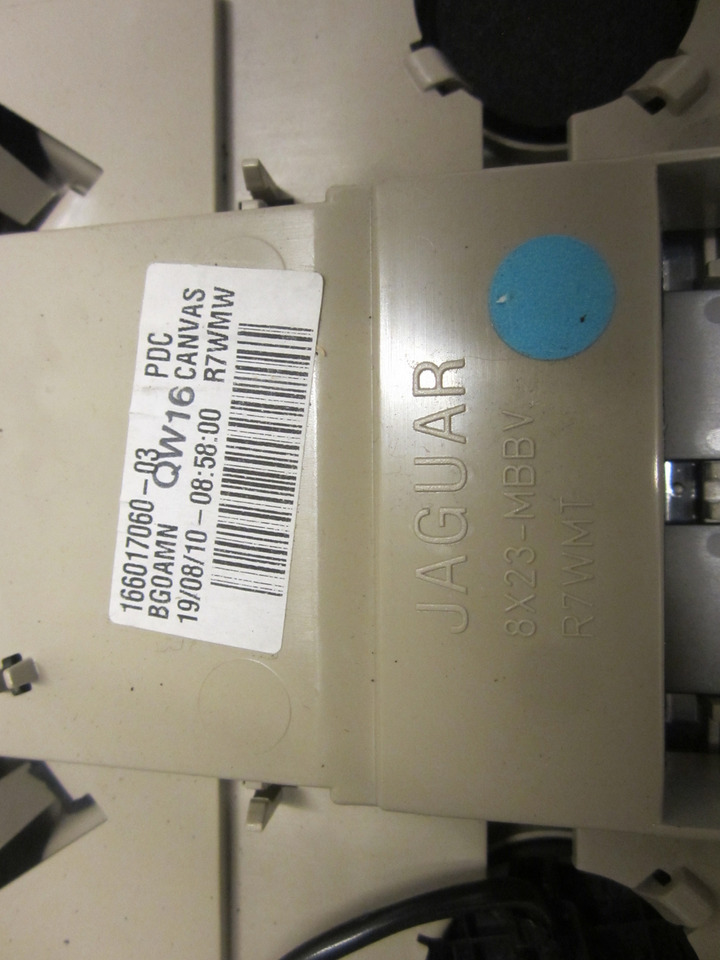 166017060-03 PDC
BG0AMN QW16 CANVAS
19/08/10-08:58:00 R7WMW
JAGUAR
8X23-MBBV
R7WMT